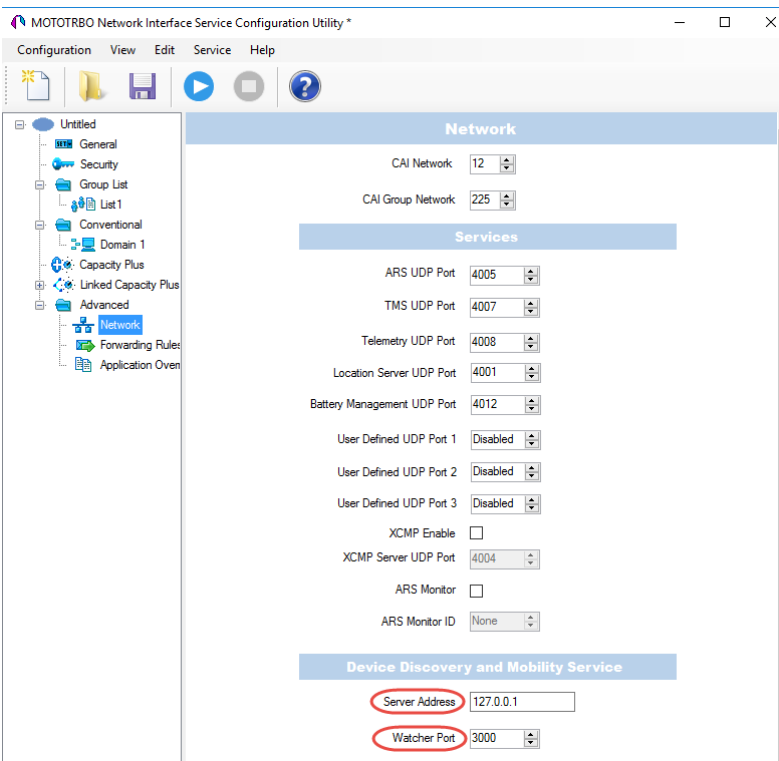 MOTOTRBO Network Interface Service Configuration Utility *
Configuration View Edit Service Help
Untitled
General
Security
Group List
List1
Conventional
Domain 1
Capacity Plus
Linked Capacity Plus
Advanced
Network
Forwarding Rules
Application Overr
Network
CAI Network 12
CAI Group Network 225
Services
ARS UDP Port 4005
TMS UDP Port 4007
Telemetry UDP Port 4008
Location Server UDP Port 4001
Battery Management UDP Port 4012
User Defined UDP Port 1 Disabled
User Defined UDP Port 2 Disabled
User Defined UDP Port 3 Disabled
XCMP Enable
XCMP Server UDP Port 4004
ARS Monitor
ARS Monitor ID None
Device Discovery and Mobility Service
Server Address 127.0.0.1
Watcher Port 3000